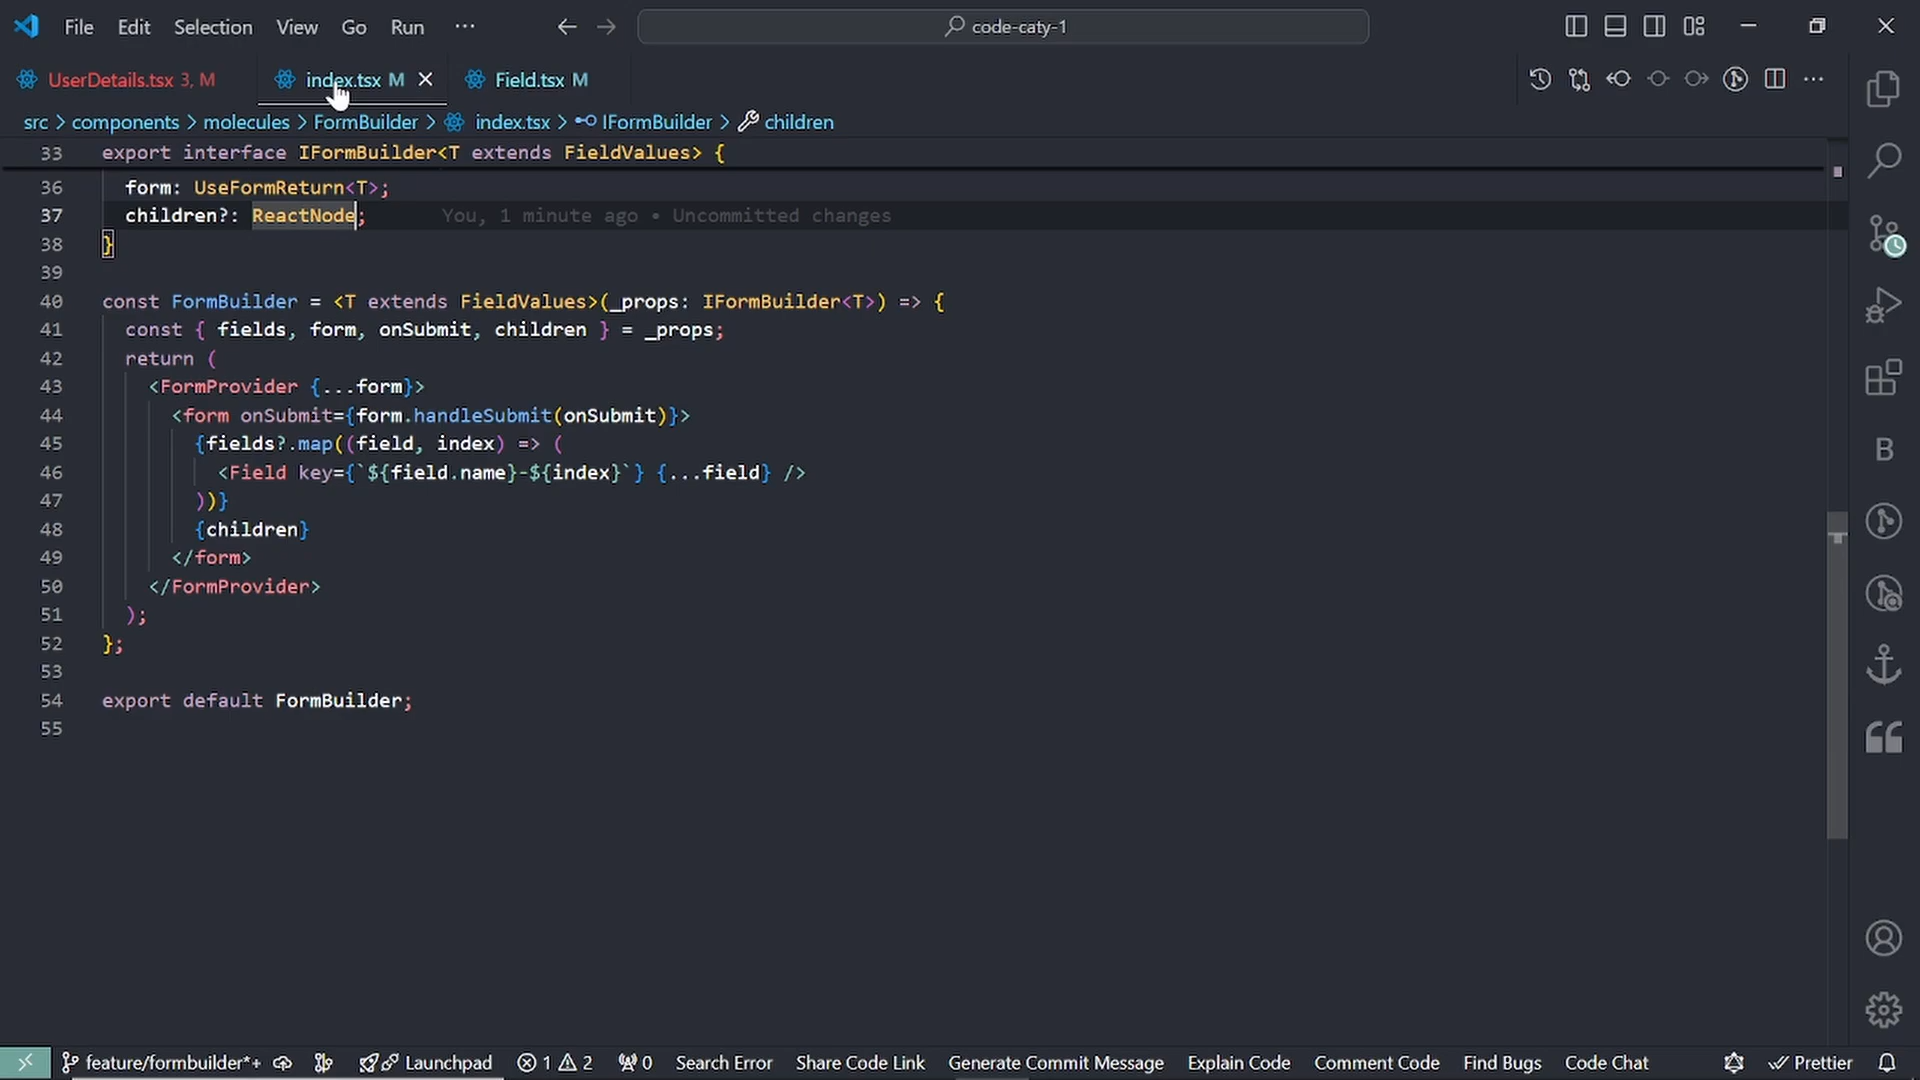 File Edit Selection View Go Run ··· code-caty-1
UserDetails.tsx 3, M index.tsx M Field.tsx M
src > components > molecules > FormBuilder > index.tsx > IFormBuilder > children
33 export interface IFormBuilder<T extends FieldValues> {
36 form: UseFormReturn<T>;
37 children?: ReactNode; You, 1 minute ago • Uncommitted changes
38 }
39
40 const FormBuilder = <T extends FieldValues>(_props: IFormBuilder<T>) => {
41 const { fields, form, onSubmit, children } = _props;
42 return (
43 <FormProvider {...form}>
44 <form onSubmit={form.handleSubmit(onSubmit)}>
45 {fields?.map((field, index) => (
46 <Field key={`${field.name}-${index}`} {...field} />
47 ))}
48 {children}
49 </form>
50 </FormProvider>
51 );
52 };
53
54 export default FormBuilder;
55
B
feature/formbuilder*+ Launchpad 1 2 0 Search Error Share Code Link Generate Commit Message Explain Code Comment Code Find Bugs Code Chat Prettier